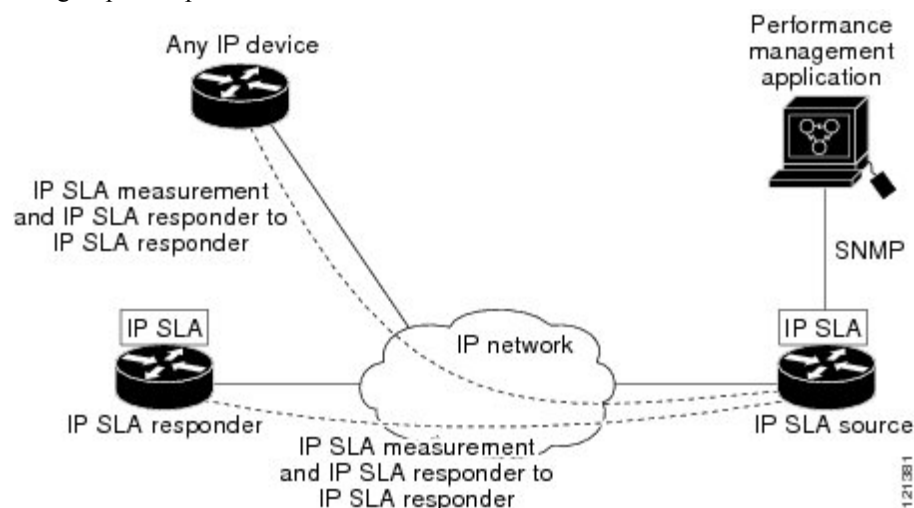 Any IP device
Performance
management
application
IP SLA measurement
and IP SLA responder to
IP SLA responder
SNMP
IP SLA
IP network
IP SLA
IP SLA responder
IP SLA source
IP SLA measurement
and IP SLA responder to
IP SLA responder
121381